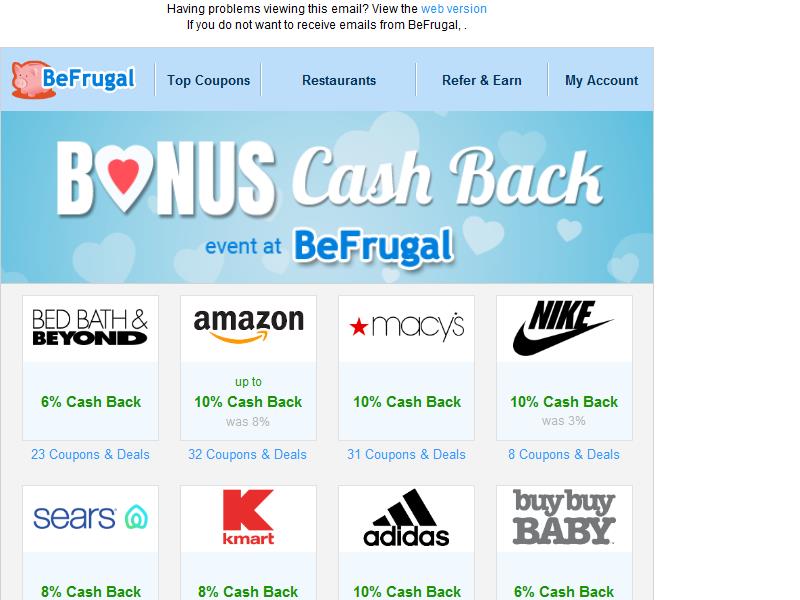 Having problems viewing this email? View the web version
If you do not want to receive emails from BeFrugal, .
BeFrugal Top Coupons Restaurants Refer & Earn My Account
BONUS Cash Back
event at BeFrugal
BED BATH & BEYOND amazon macy's NIKE
up to
6% Cash Back 10% Cash Back 10% Cash Back 10% Cash Back
was 8% was 3%
23 Coupons & Deals 32 Coupons & Deals 31 Coupons & Deals 8 Coupons & Deals
sears kmart adidas buybuy BABY
8% Cash Back 8% Cash Back 10% Cash Back 6% Cash Back